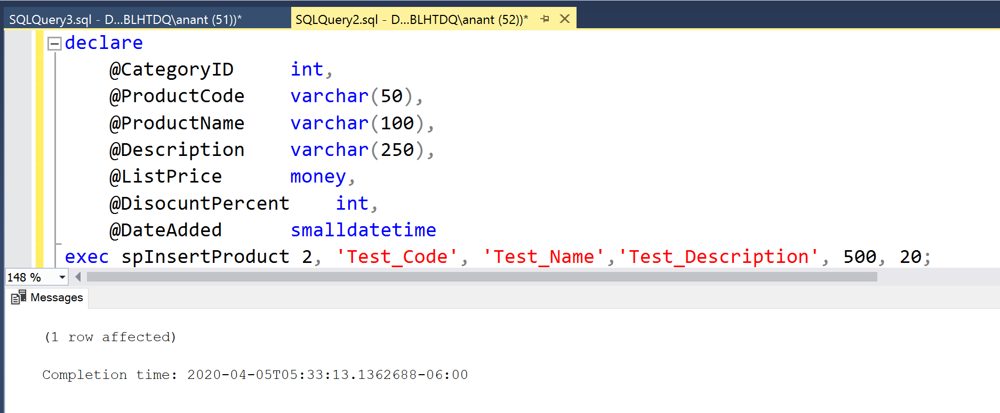 SQLQuery3.sql - D...BLHTDQ\anant (51))* SQLQuery2.sql - D...BLHTDQ\anant (52))*
declare
@CategoryID int,
@ProductCode varchar(50),
@ProductName varchar(100),
@Description varchar(250),
@ListPrice money,
@DisocuntPercent int,
@DateAdded smalldatetime
exec spInsertProduct 2, 'Test_Code', 'Test_Name','Test_Description', 500, 20;
148 %
Messages
(1 row affected)
Completion time: 2020-04-05T05:33:13.1362688-06:00